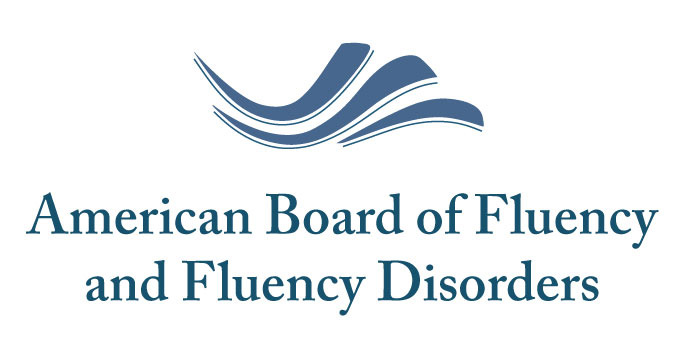 American Board of Fluency
and Fluency Disorders